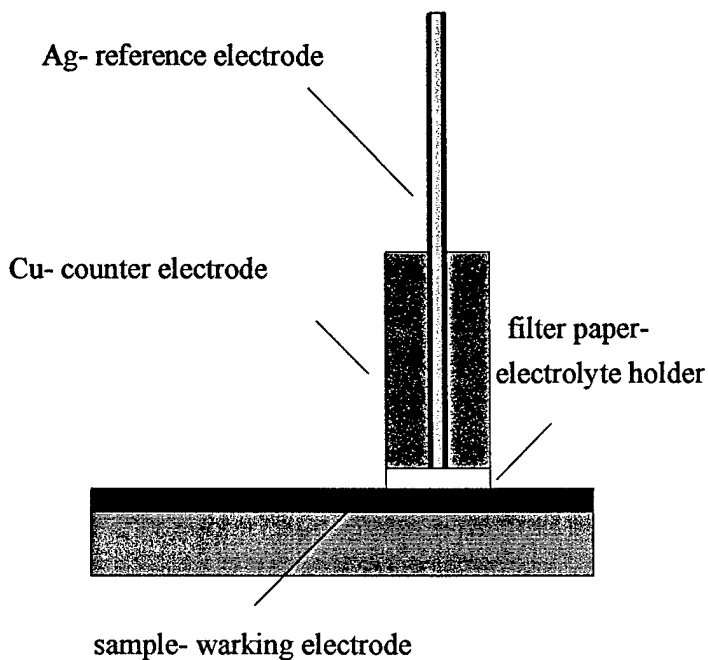 Ag- reference electrode
Cu- counter electrode
filter paper-
electrolyte holder
sample- warking electrode